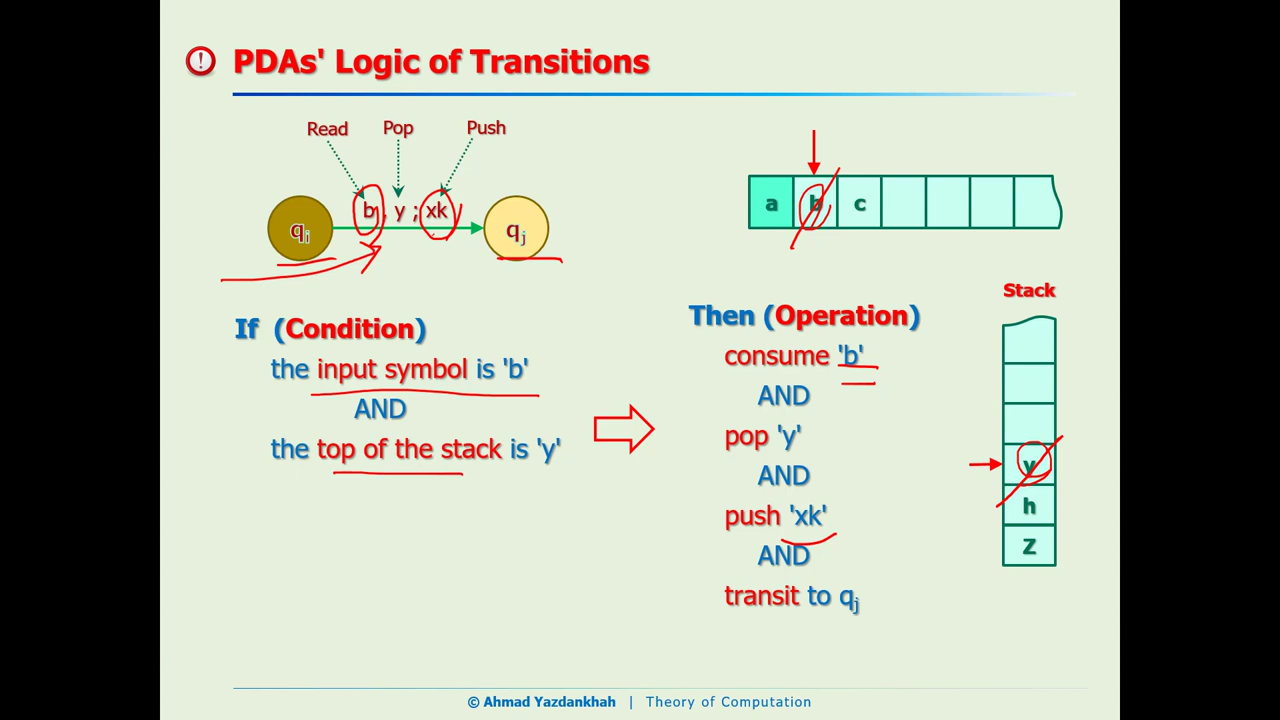 PDAs' Logic of Transitions
Read Pop Push
b , y ; xk
qi qj
a b c
Stack
y
h
Z
If (Condition)
the input symbol is 'b'
AND
the top of the stack is 'y'
Then (Operation)
consume 'b'
AND
pop 'y'
AND
push 'xk'
AND
transit to qj
© Ahmad Yazdankhah | Theory of Computation